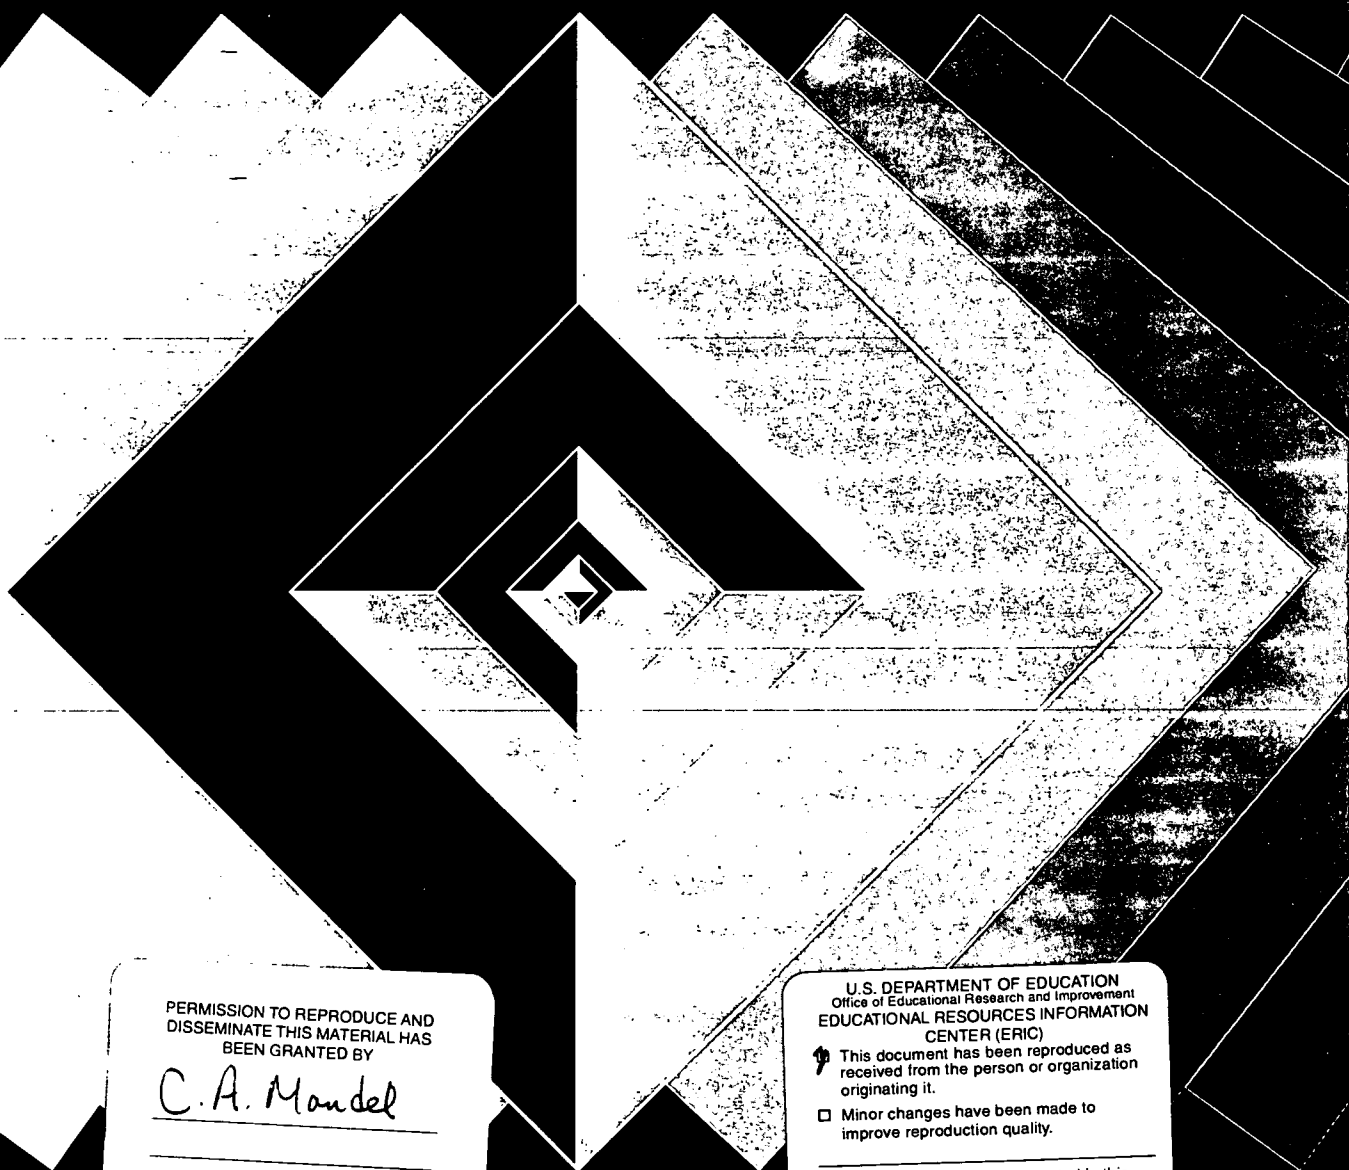 PERMISSION TO REPRODUCE AND
DISSEMINATE THIS MATERIAL HAS
BEEN GRANTED BY
C. A. Mandel
U.S. DEPARTMENT OF EDUCATION
Office of Educational Research and Improvement
EDUCATIONAL RESOURCES INFORMATION
CENTER (ERIC)
This document has been reproduced as
received from the person or organization
originating it.
□ Minor changes have been made to
improve reproduction quality.